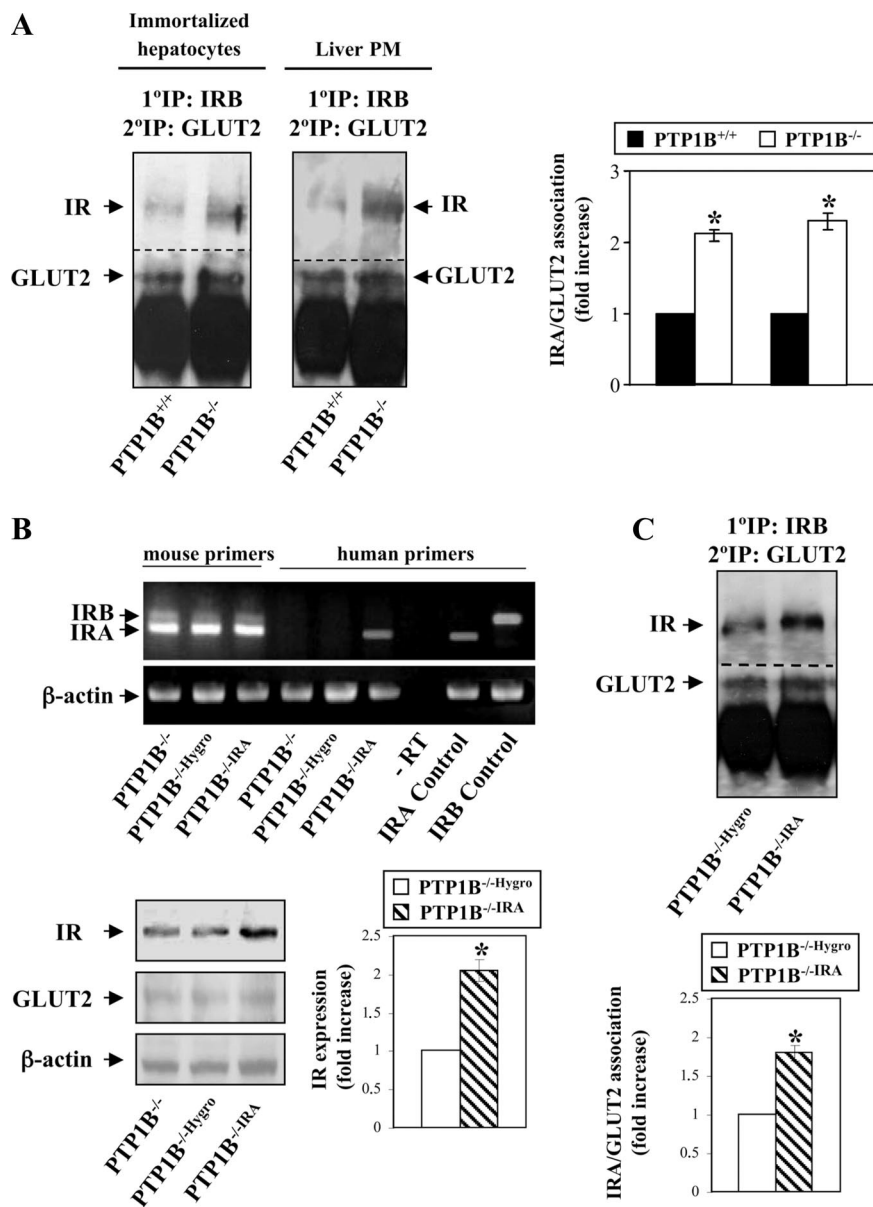 A
Immortalized
hepatocytes
Liver PM
1ºIP: IRB
2ºIP: GLUT2
1ºIP: IRB
2ºIP: GLUT2
IR
IR
GLUT2
GLUT2
PTP1B+/+
PTP1B-/-
PTP1B+/+
PTP1B-/-
PTP1B+/+ PTP1B-/-
IRA/GLUT2 association
(fold increase)
3
2
1
0
* *
B
mouse primers human primers
IRB
IRA
β-actin
PTP1B-/-
PTP1B-/-Hygro
PTP1B-/-IRA
PTP1B-/-
PTP1B-/-Hygro
PTP1B-/-IRA
- RT
IRA Control
IRB Control
IR
GLUT2
β-actin
PTP1B-/-
PTP1B-/-Hygro
PTP1B-/-IRA
PTP1B-/-Hygro
PTP1B-/-IRA
IR expression
(fold increase)
2.5
2
1.5
1
0.5
0
*
C
1ºIP: IRB
2ºIP: GLUT2
IR
GLUT2
PTP1B-/-Hygro
PTP1B-/-IRA
PTP1B-/-Hygro
PTP1B-/-IRA
IRA/GLUT2 association
(fold increase)
2.5
2
1.5
1
0.5
0
*